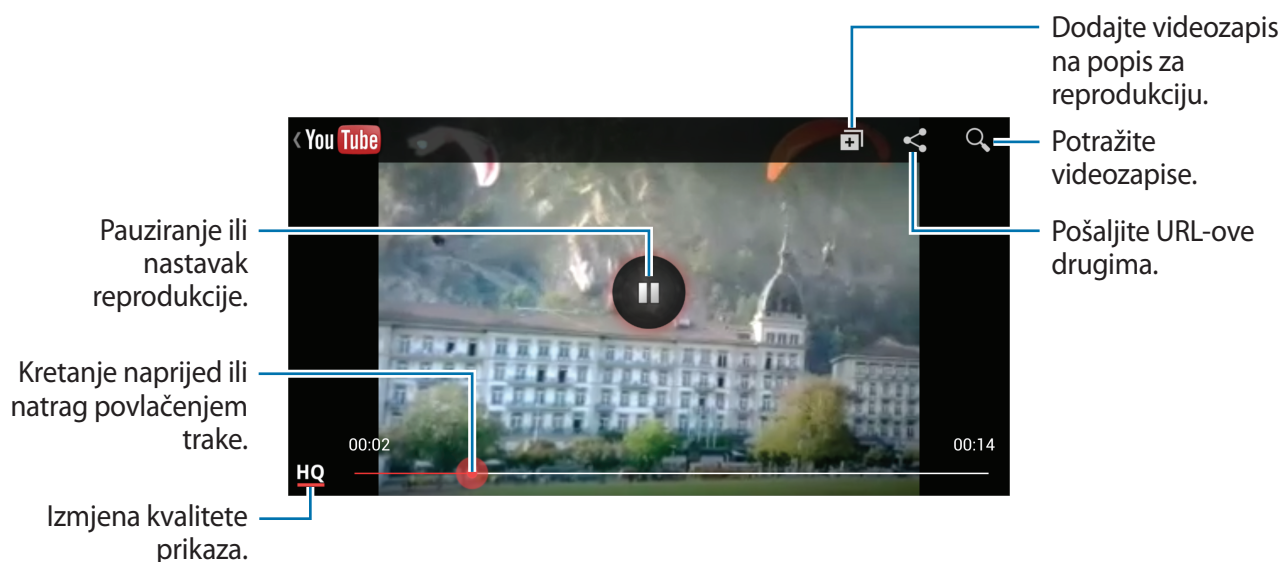 Dodajte videozapis
na popis za
reprodukciju.
You Tube
Potražite
videozapise.
Pauziranje ili
nastavak
reprodukcije.
Pošaljite URL-ove
drugima.
Kretanje naprijed ili
natrag povlačenjem
trake.
00:02
00:14
HQ
Izmjena kvalitete
prikaza.